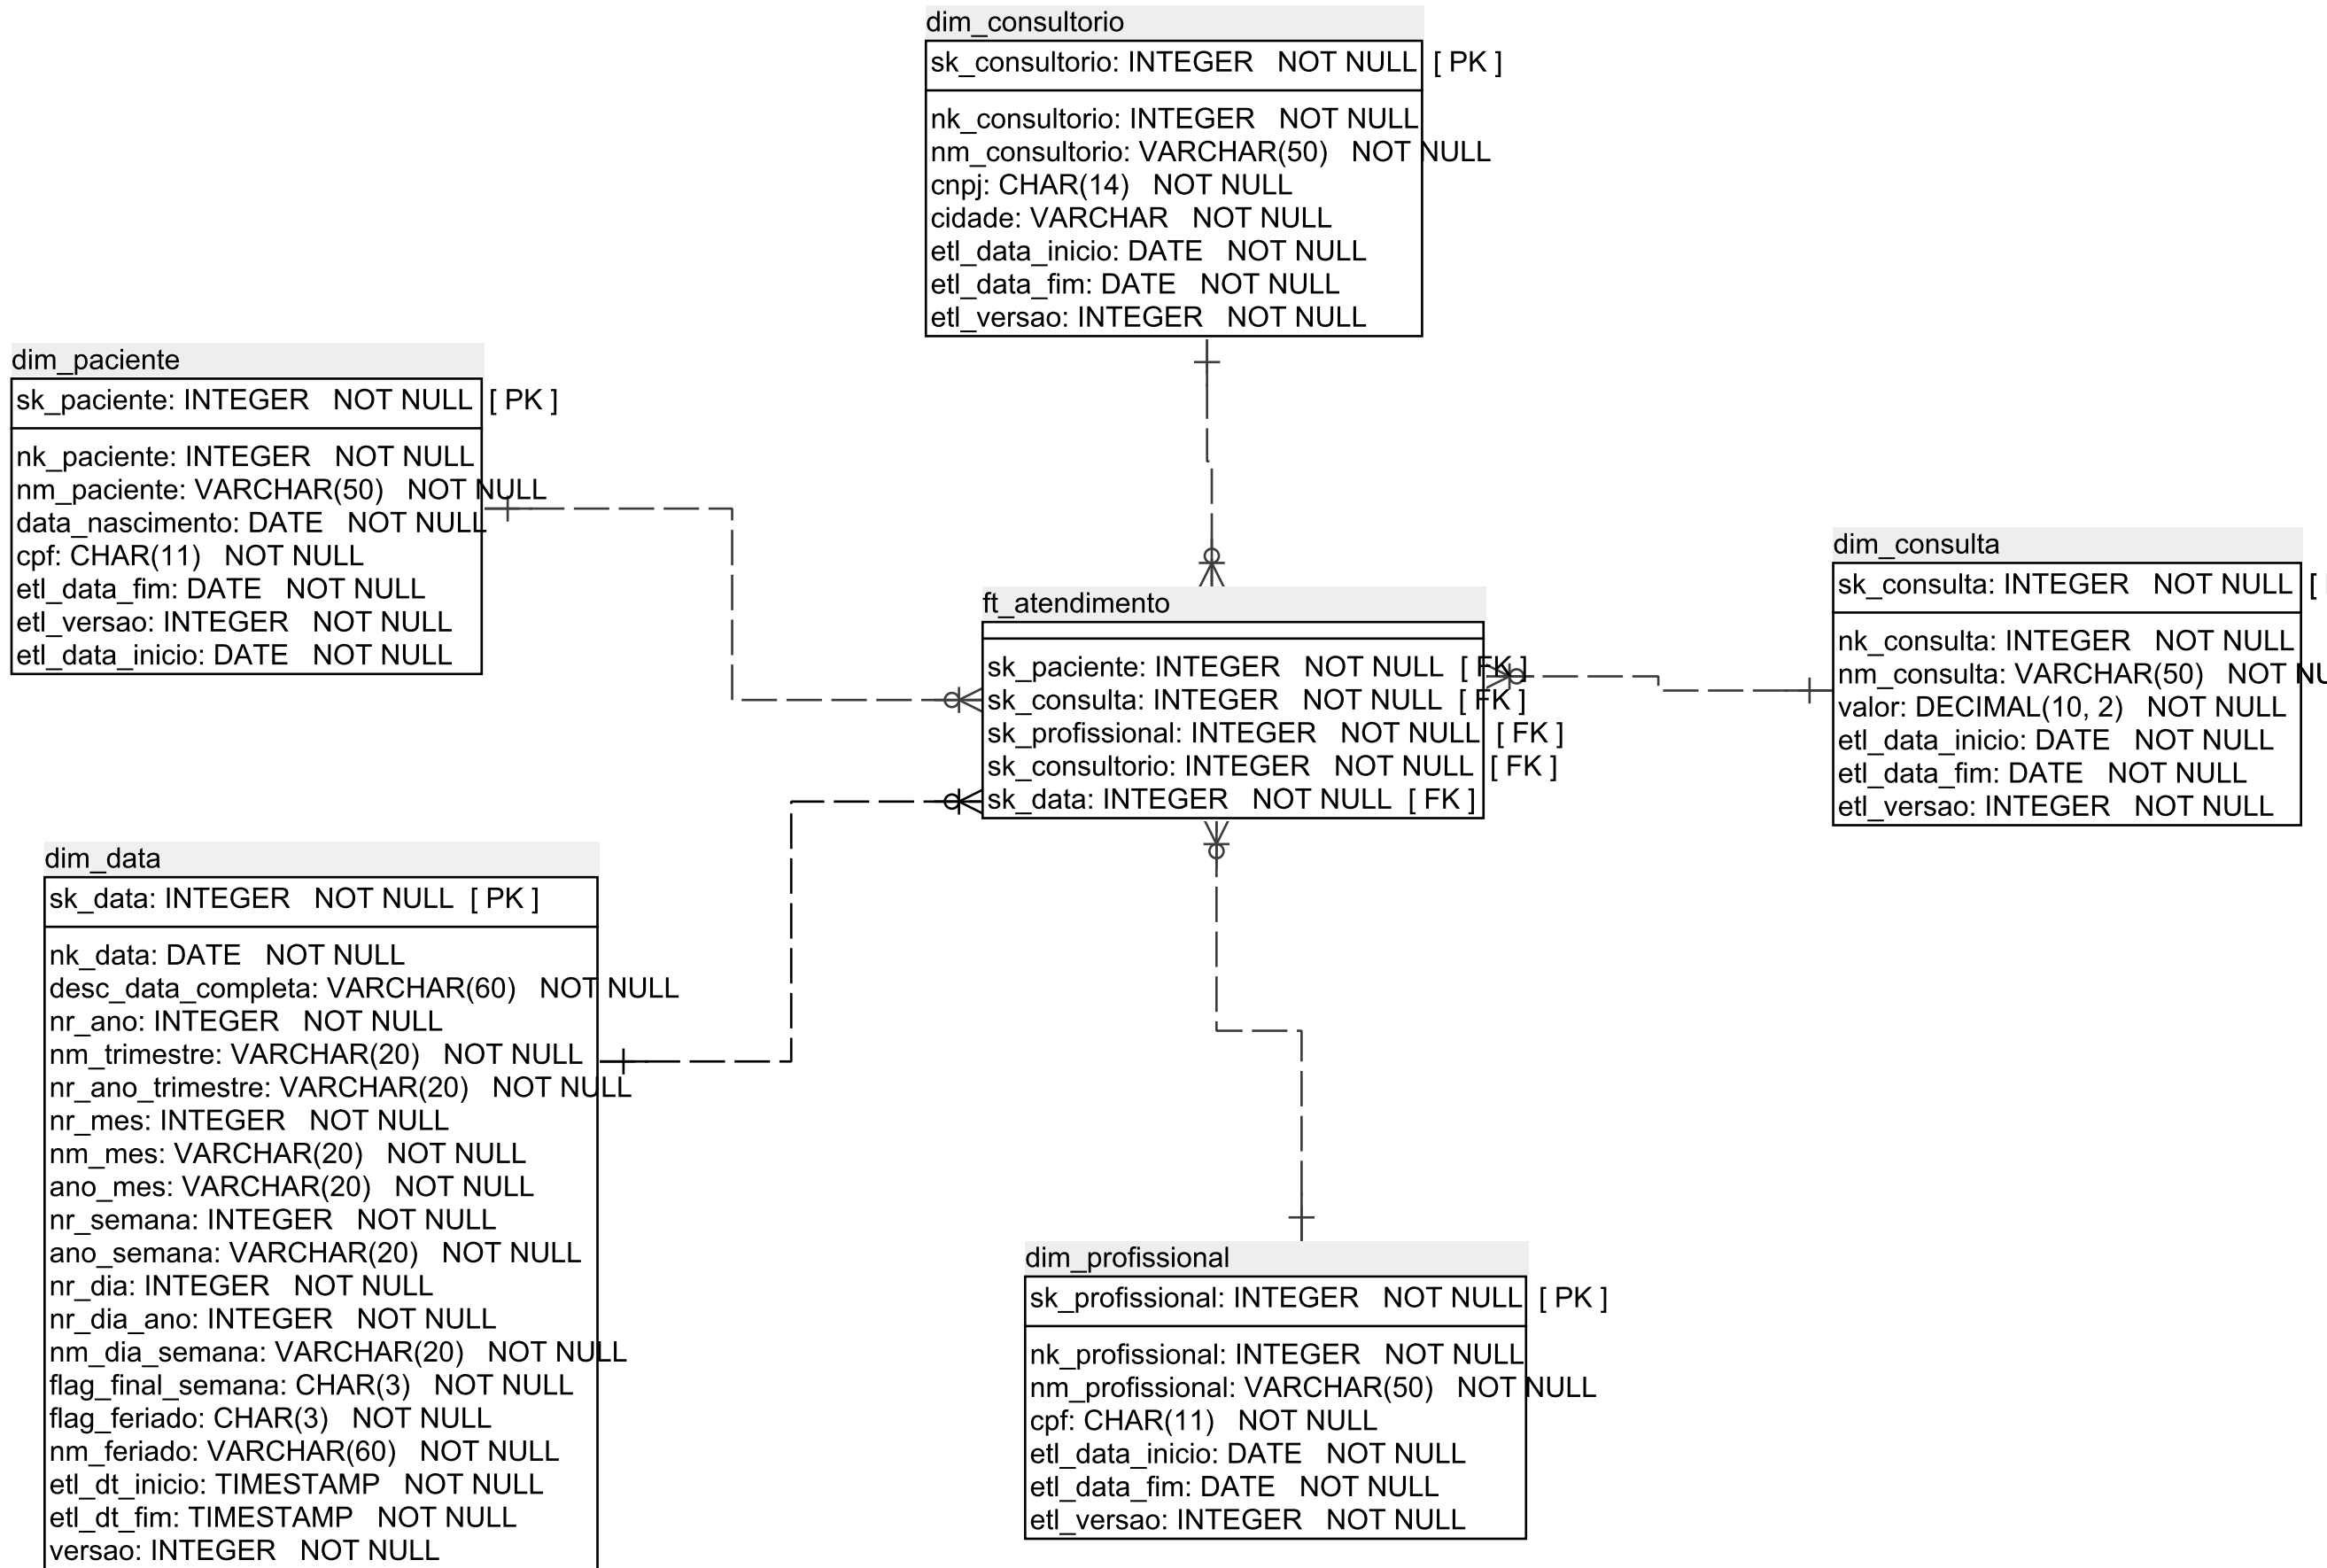 dim_consultorio
sk_consultorio: INTEGER NOT NULL [ PK ]
nk_consultorio: INTEGER NOT NULL
nm_consultorio: VARCHAR(50) NOT NULL
cnpj: CHAR(14) NOT NULL
cidade: VARCHAR NOT NULL
etl_data_inicio: DATE NOT NULL
etl_data_fim: DATE NOT NULL
etl_versao: INTEGER NOT NULL
dim_paciente
sk_paciente: INTEGER NOT NULL [ PK ]
nk_paciente: INTEGER NOT NULL
nm_paciente: VARCHAR(50) NOT NULL
data_nascimento: DATE NOT NULL
cpf: CHAR(11) NOT NULL
etl_data_fim: DATE NOT NULL
etl_versao: INTEGER NOT NULL
etl_data_inicio: DATE NOT NULL
dim_consulta
sk_consulta: INTEGER NOT NULL [
nk_consulta: INTEGER NOT NULL
nm_consulta: VARCHAR(50) NOT
valor: DECIMAL(10, 2) NOT NULL
etl_data_inicio: DATE NOT NULL
etl_data_fim: DATE NOT NULL
etl_versao: INTEGER NOT NULL
ft_atendimento
sk_paciente: INTEGER NOT NULL [ FK ]
sk_consulta: INTEGER NOT NULL [ FK ]
sk_profissional: INTEGER NOT NULL [ FK ]
sk_consultorio: INTEGER NOT NULL [ FK ]
sk_data: INTEGER NOT NULL [ FK ]
dim_data
sk_data: INTEGER NOT NULL [ PK ]
nk_data: DATE NOT NULL
desc_data_completa: VARCHAR(60) NOT NULL
nr_ano: INTEGER NOT NULL
nm_trimestre: VARCHAR(20) NOT NULL
nr_ano_trimestre: VARCHAR(20) NOT NULL
nr_mes: INTEGER NOT NULL
nm_mes: VARCHAR(20) NOT NULL
ano_mes: VARCHAR(20) NOT NULL
nr_semana: INTEGER NOT NULL
ano_semana: VARCHAR(20) NOT NULL
nr_dia: INTEGER NOT NULL
nr_dia_ano: INTEGER NOT NULL
nm_dia_semana: VARCHAR(20) NOT NULL
flag_final_semana: CHAR(3) NOT NULL
flag_feriado: CHAR(3) NOT NULL
nm_feriado: VARCHAR(60) NOT NULL
etl_dt_inicio: TIMESTAMP NOT NULL
etl_dt_fim: TIMESTAMP NOT NULL
versao: INTEGER NOT NULL
dim_profissional
sk_profissional: INTEGER NOT NULL [ PK ]
nk_profissional: INTEGER NOT NULL
nm_profissional: VARCHAR(50) NOT NULL
cpf: CHAR(11) NOT NULL
etl_data_inicio: DATE NOT NULL
etl_data_fim: DATE NOT NULL
etl_versao: INTEGER NOT NULL